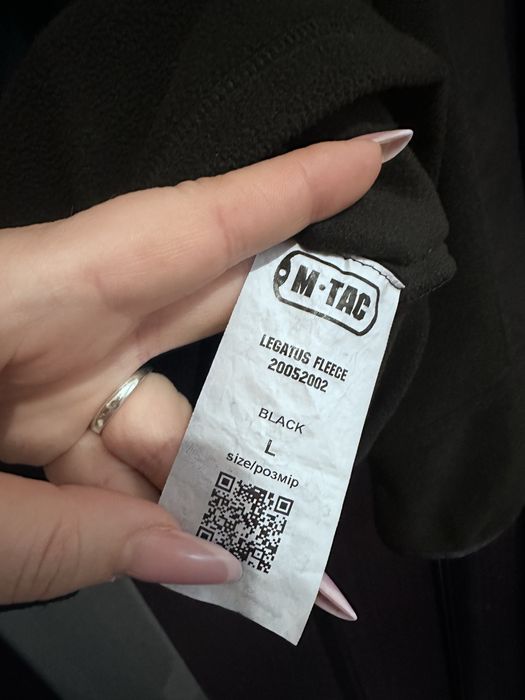 M·TAC
LEGATUS FLEECE
20052002
BLACK
L
size/розмір